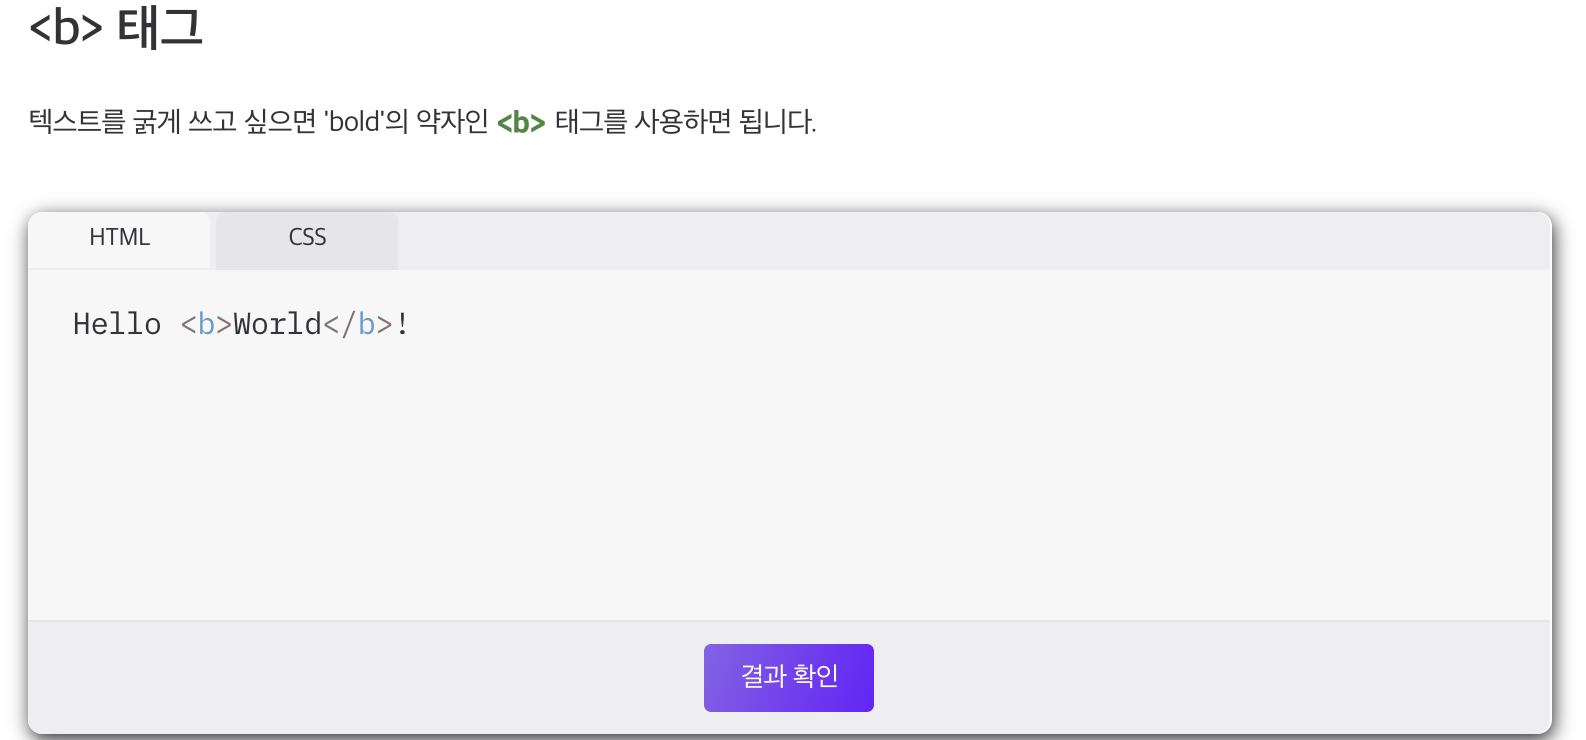 <b> 태그
텍스트를 굵게 쓰고 싶으면 'bold'의 약자인 <b> 태그를 사용하면 됩니다.
HTML CSS
Hello <b>World</b>!
결과 확인